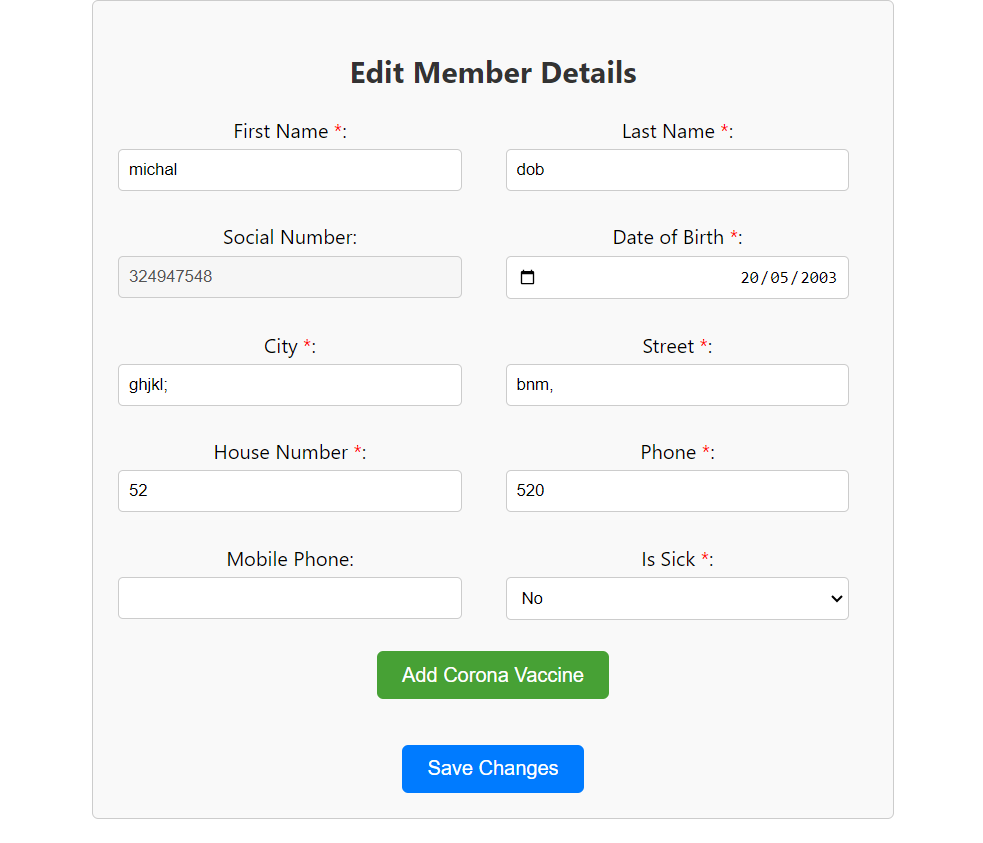 Edit Member Details
First Name *: Last Name *:
michal dob
Social Number: Date of Birth *:
324947548 20/05/2003
City *: Street *:
ghjkl; bnm,
House Number *: Phone *:
52 520
Mobile Phone: Is Sick *:
No
Add Corona Vaccine
Save Changes